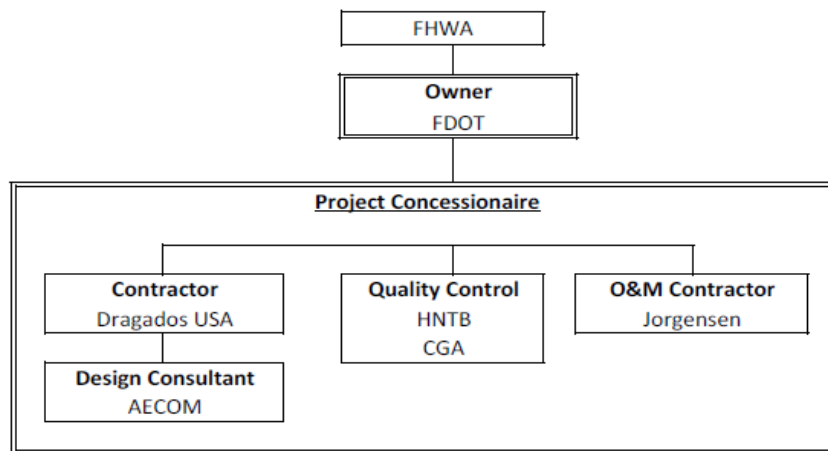 FHWA
Owner
FDOT
Project Concessionaire
Contractor
Dragados USA
Quality Control
HNTB
CGA
O&M Contractor
Jorgensen
Design Consultant
AECOM